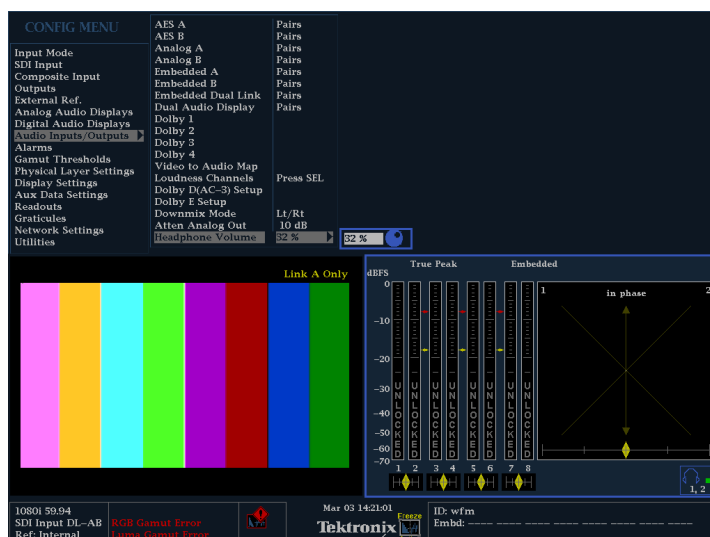 CONFIG MENU
Input Mode
SDI Input
Composite Input
Outputs
External Ref.
Analog Audio Displays
Digital Audio Displays
Audio Inputs/Outputs
Alarms
Gamut Thresholds
Physical Layer Settings
Display Settings
Aux Data Settings
Readouts
Graticules
Network Settings
Utilities
AES A Pairs
AES B Pairs
Analog A Pairs
Analog B Pairs
Embedded A Pairs
Embedded B Pairs
Embedded Dual Link Pairs
Dual Audio Display Pairs
Dolby 1
Dolby 2
Dolby 3
Dolby 4
Video to Audio Map
Loudness Channels Press SEL
Dolby D(AC-3) Setup
Dolby E Setup
Downmix Mode Lt/Rt
Atten Analog Out 10 dB
Headphone Volume 32 %
32 %
Link A Only
True Peak Embedded
dBFS
0
-10
-20
-30
-40
-50
-60
-70
UNLOCKED UNLOCKED UNLOCKED UNLOCKED UNLOCKED UNLOCKED UNLOCKED UNLOCKED
1 2 3 4 5 6 7 8
1 in phase 2
1, 2
1080i 59.94
SDI Input DL-AB
Ref: Internal
RGB Gamut Error
Luma Gamut Error
Mar 03 14:21:01
Freeze
Tektronix
ID: wfm
Embd: ---- ---- ---- ---- ---- ---- ---- ----